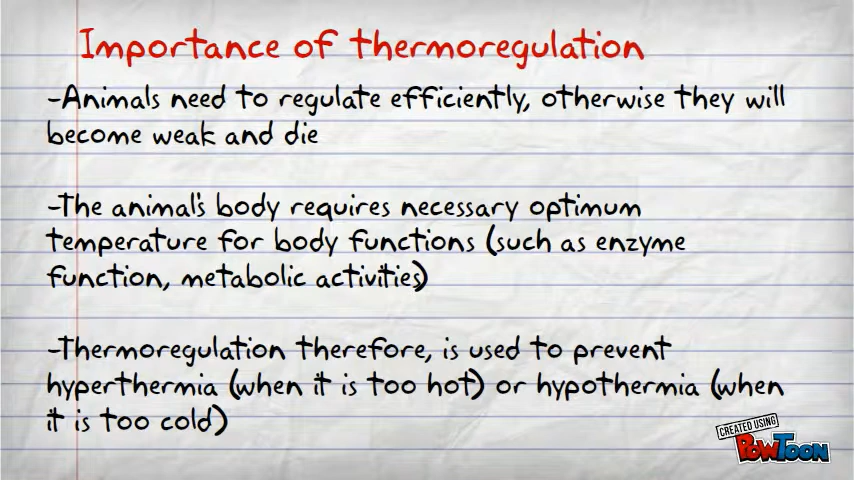 Importance of thermoregulation
-Animals need to regulate efficiently, otherwise they will
become weak and die
-The animal's body requires necessary optimum
temperature for body functions (such as enzyme
function, metabolic activities)
-Thermoregulation therefore, is used to prevent
hyperthermia (when it is too hot) or hypothermia (when
it is too cold)
CREATED USING
POWTOON